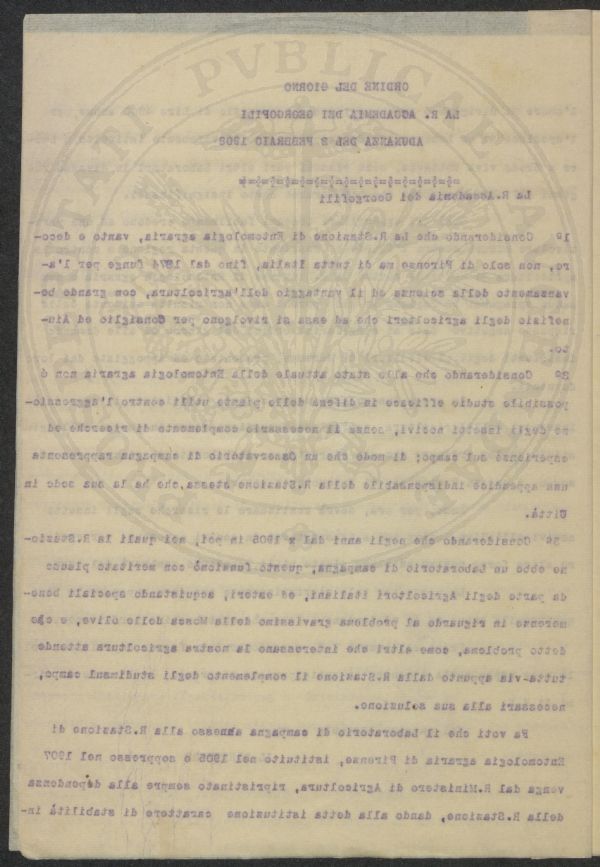 ORDINE DEL GIORNO
LA R. ACCADEMIA DEI GEORGOFILI
ADUNANZA DEL 2 FEBBRAIO 1908
La R.Accademia dei Georgofili
1º Considerando che La R.Stazione di Entomologia agraria, vanto e deco-
ro, non solo di Firenze ma di tutta Italia, fino dal 1874 funge per l'a-
vanzamento della scienza ed il vantaggio dell'agricoltura, con grande be-
nefizio degli agricoltori che ad essa si rivolgono per Consiglio ed Aiu-
to.
2º Considerando che allo stato attuale della Entomologia agraria non é
possibile studio efficace in difesa delle piante utili contro l'aggressio-
ne degli insetti nocivi, senza il necessario complemento di ricerche ed
esperienze sul campo; di modo che un Osservatorio di campagna rappresenta
una appendice indispensabile della R.Stazione stessa, che ha la sua sede in
Città.
3º Considerando che negli anni dal 1905 in poi, nei quali la R.Stazio-
ne ebbe un Laboratorio di campagna, questo funzionò con meritato plauso
da parte degli Agricoltori italiani, ed esteri, acquistando speciali bene-
merenze in riguardo al problema gravissimo della Mosca delle olive, e che
detto problema, come altri che interessano la nostra agricoltura attende
tutta-via appunto dalla R.Stazione il complemento degli studi sul campo,
necessari alla sua soluzione.
Fa voti che il Laboratorio di campagna annesso alla R.Stazione di
Entomologia agraria di Firenze, istituito nel 1905 e soppresso nel 1907
venga dal R.Ministero di Agricoltura, ripristinato sempre alla dependenza
della R.Stazione, dando alla detta istituzione carattere di stabilità in-